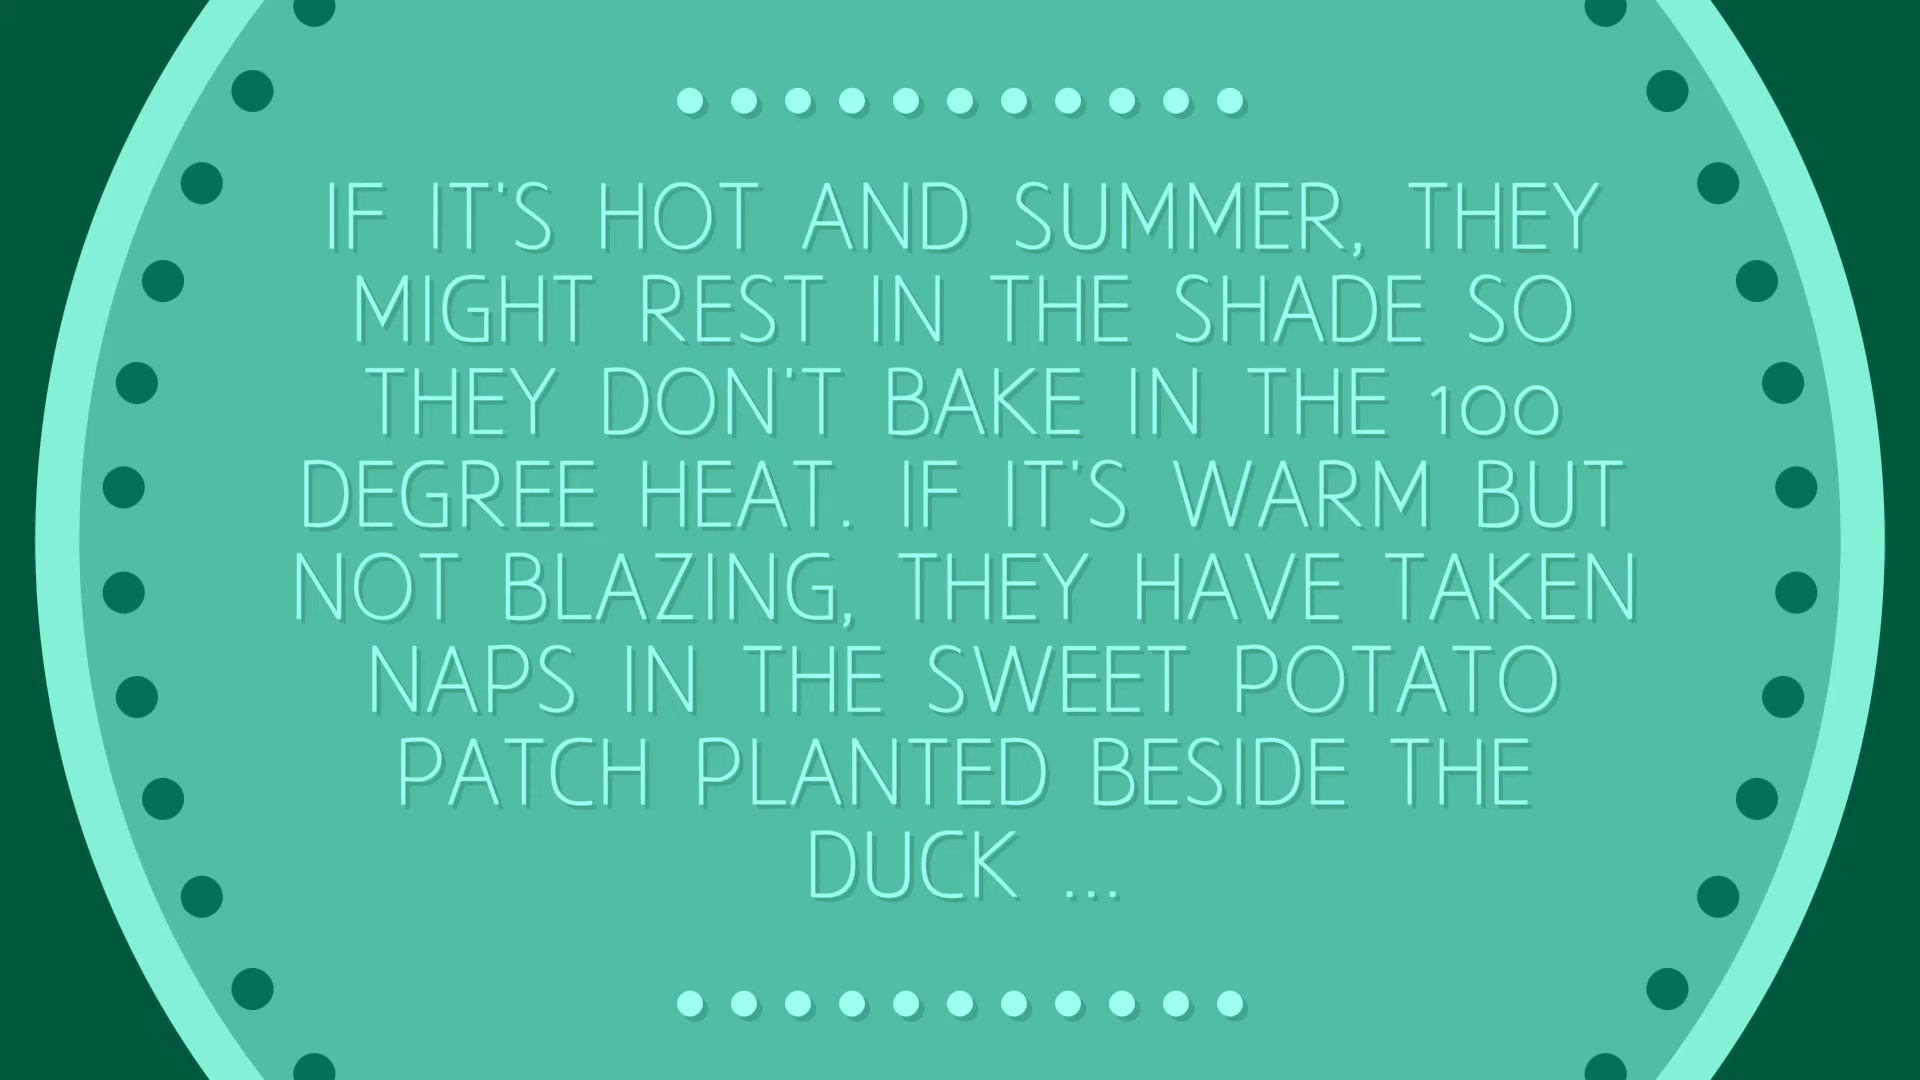 IF IT'S HOT AND SUMMER, THEY
MIGHT REST IN THE SHADE SO
THEY DON'T BAKE IN THE 100
DEGREE HEAT. IF IT'S WARM BUT
NOT BLAZING, THEY HAVE TAKEN
NAPS IN THE SWEET POTATO
PATCH PLANTED BESIDE THE
DUCK ...